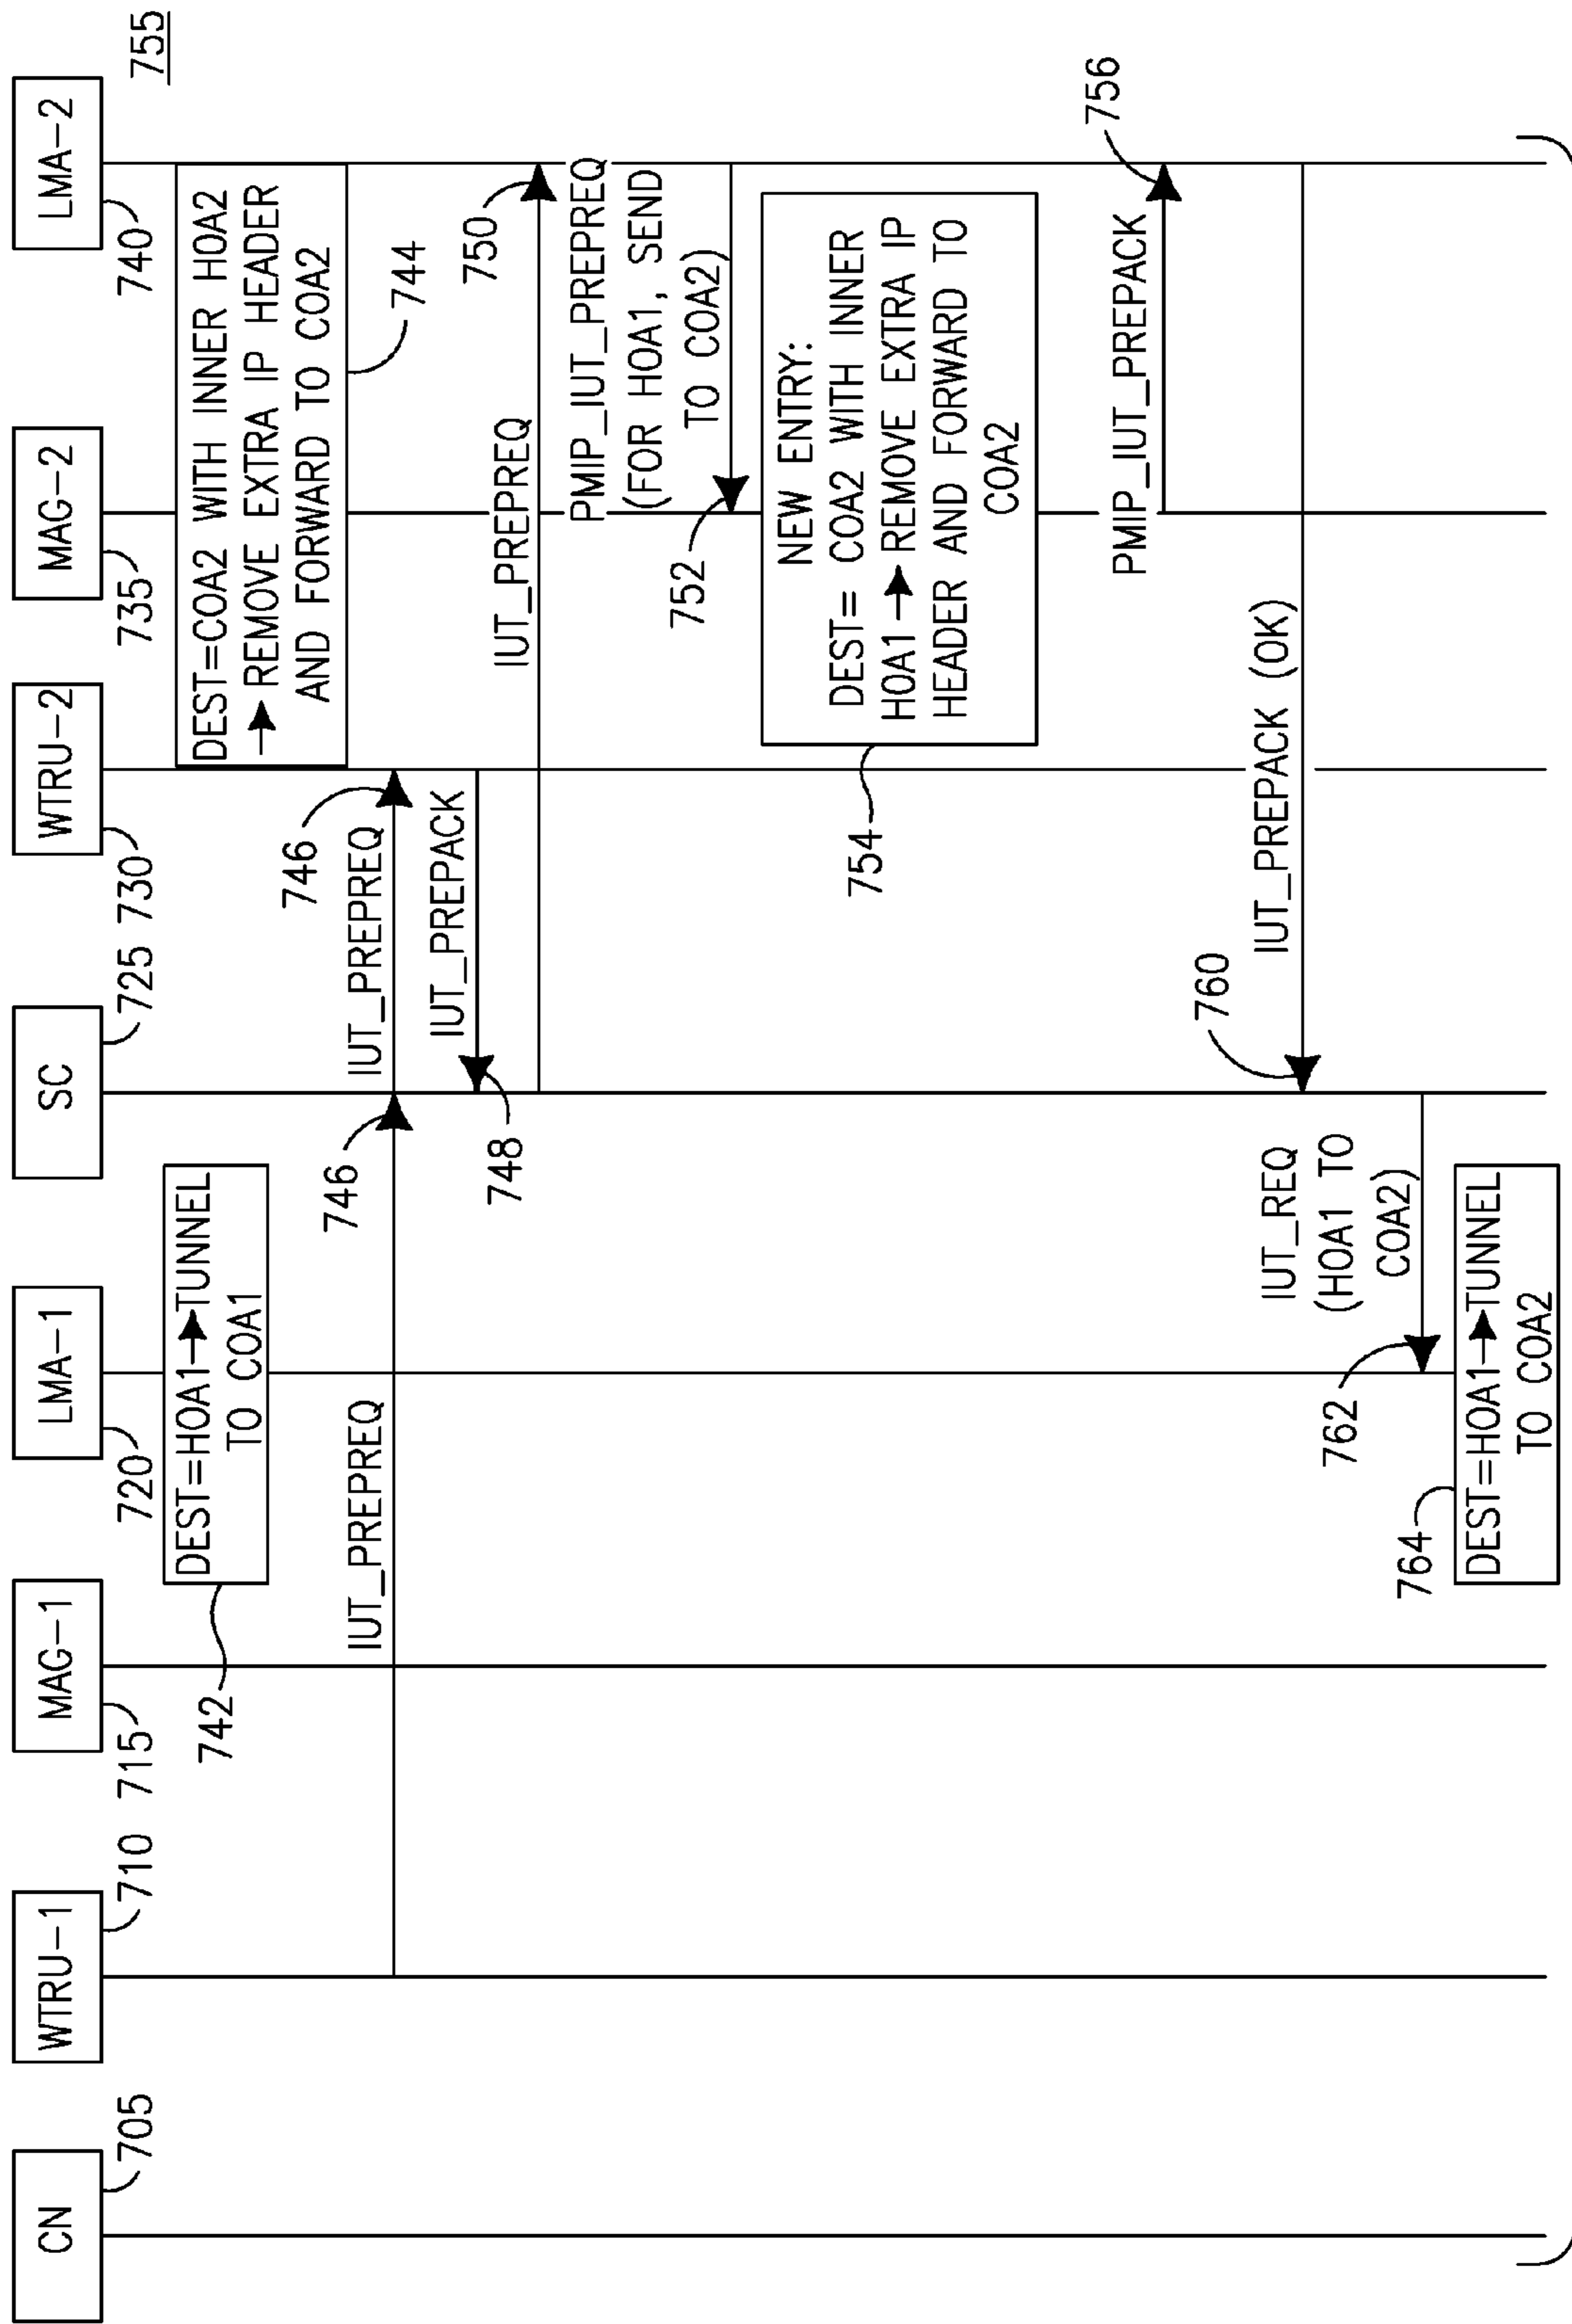 CN
WTRU-1
MAG-1
LMA-1
SC
WTRU-2
MAG-2
LMA-2
705
710
715
720
725
730
735
740
755
DEST=HOA1→TUNNEL
TO COA1
742
DEST=COA2 WITH INNER HOA2
→ REMOVE EXTRA IP HEADER
AND FORWARD TO COA2
744
IUT_PREPREQ
746
IUT_PREPREQ
746
IUT_PREPACK
748
IUT_PREPREQ
750
PMIP_IUT_PREPREQ
(FOR HOA1, SEND
TO COA2)
752
NEW ENTRY:
DEST= COA2 WITH INNER
HOA1→ REMOVE EXTRA IP
HEADER AND FORWARD TO
COA2
754
PMIP_IUT_PREPACK
756
IUT_PREPACK (OK)
760
IUT_REQ
(HOA1 TO
COA2)
762
DEST=HOA1→TUNNEL
TO COA2
764